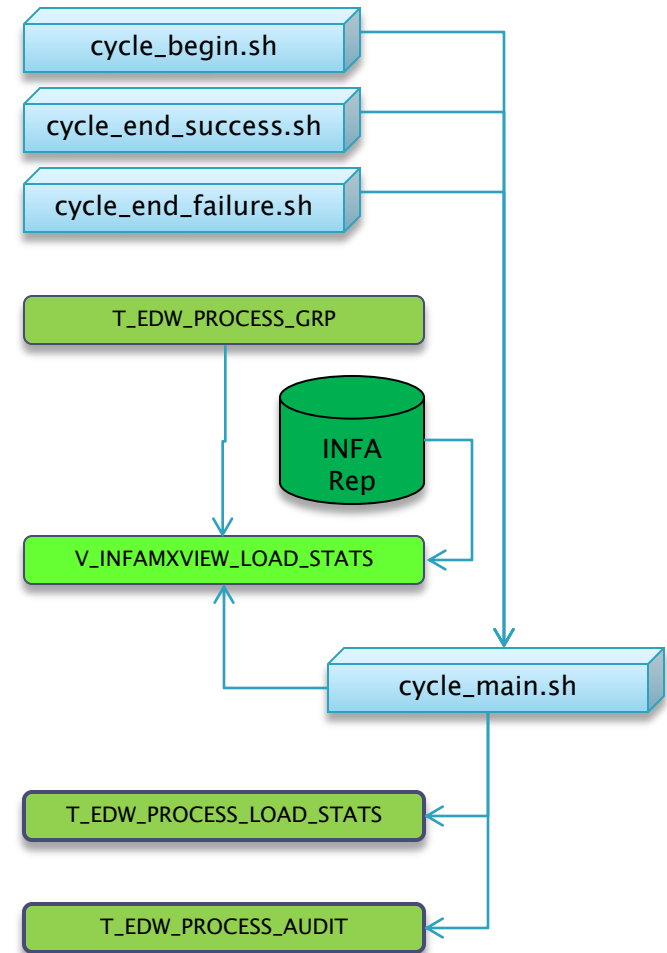 cycle_begin.sh
cycle_end_success.sh
cycle_end_failure.sh
T_EDW_PROCESS_GRP
INFA
Rep
V_INFAMXVIEW_LOAD_STATS
cycle_main.sh
T_EDW_PROCESS_LOAD_STATS
T_EDW_PROCESS_AUDIT